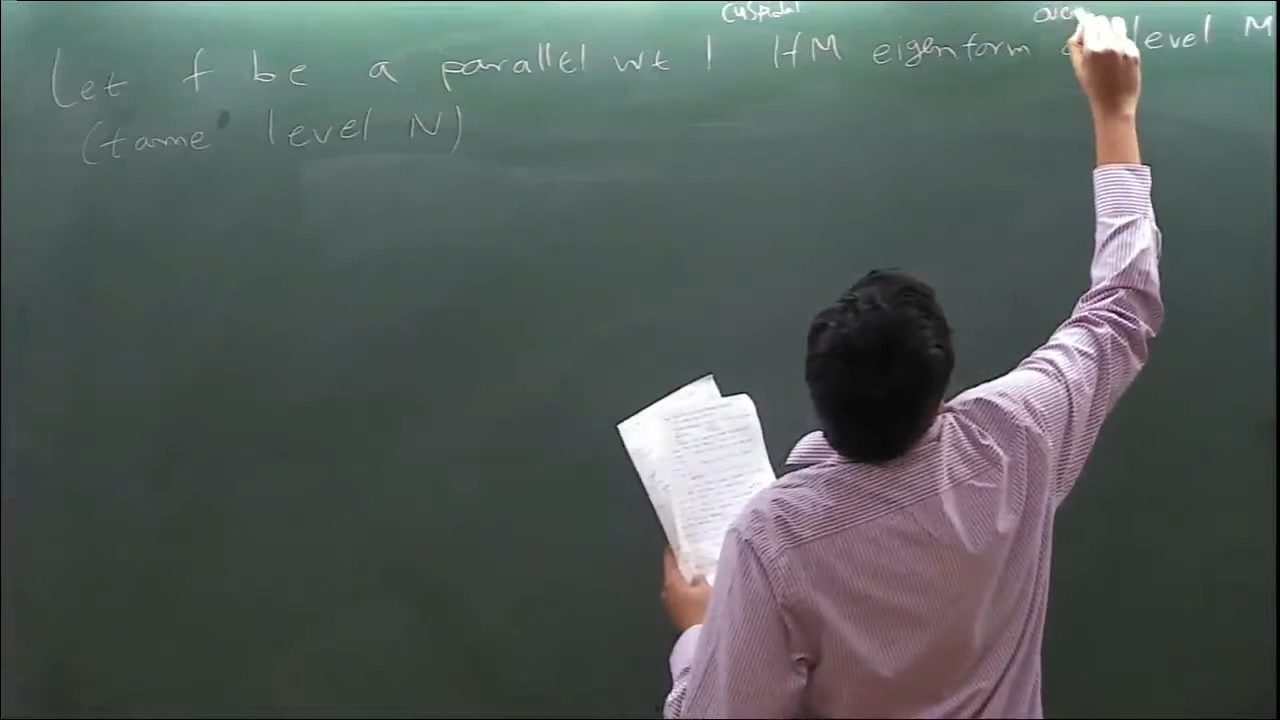 cuspidal
Let f be a parallel wt 1 HM eigenform level M
(tame level N)